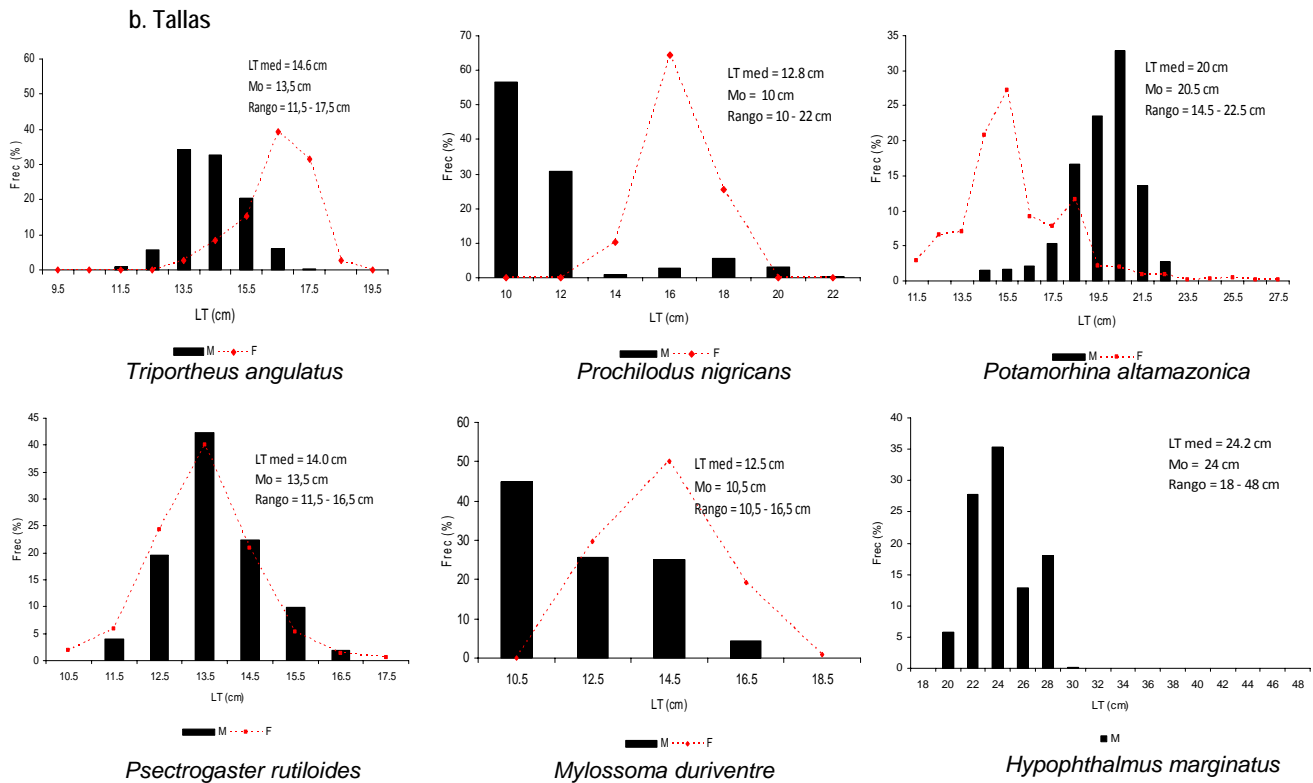 b. Tallas
60
50
40
30
20
10
0
Frec (%)
LT med = 14.6 cm
Mo = 13,5 cm
Rango = 11,5 - 17,5 cm
9.5 11.5 13.5 15.5 17.5 19.5
LT (cm)
M F
Triportheus angulatus
70
60
50
40
30
20
10
0
Frec (%)
LT med = 12.8 cm
Mo = 10 cm
Rango = 10 - 22 cm
10 12 14 16 18 20 22
LT (cm)
M F
Prochilodus nigricans
35
30
25
20
15
10
5
0
Frec (%)
LT med = 20 cm
Mo = 20.5 cm
Rango = 14.5 - 22.5 cm
11.5 13.5 15.5 17.5 19.5 21.5 23.5 25.5 27.5
LT (cm)
M F
Potamorhina altamazonica
45
40
35
30
25
20
15
10
5
0
Frec (%)
LT med = 14.0 cm
Mo = 13,5 cm
Rango = 11,5 - 16,5 cm
10.5 11.5 12.5 13.5 14.5 15.5 16.5 17.5
LT (cm)
M F
Psectrogaster rutiloides
60
50
40
30
20
10
0
Frec (%)
LT med = 12.5 cm
Mo = 10,5 cm
Rango = 10,5 - 16,5 cm
10.5 12.5 14.5 16.5 18.5
LT (cm)
M F
Mylossoma duriventre
40
35
30
25
20
15
10
5
0
Frec (%)
LT med = 24.2 cm
Mo = 24 cm
Rango = 18 - 48 cm
18 20 22 24 26 28 30 32 34 36 38 40 42 44 46 48
LT (cm)
M
Hypophthalmus marginatus